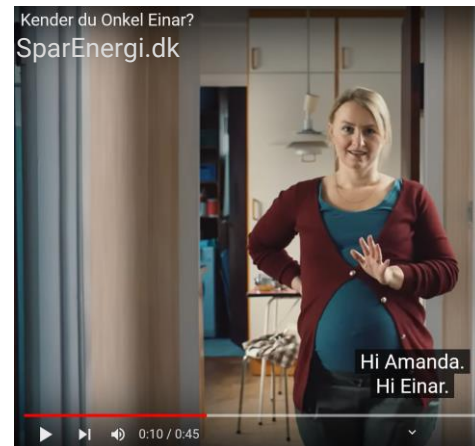 Kender du Onkel Einar?
SparEnergi.dk
Hi Amanda.
Hi Einar.
0:10 / 0:45